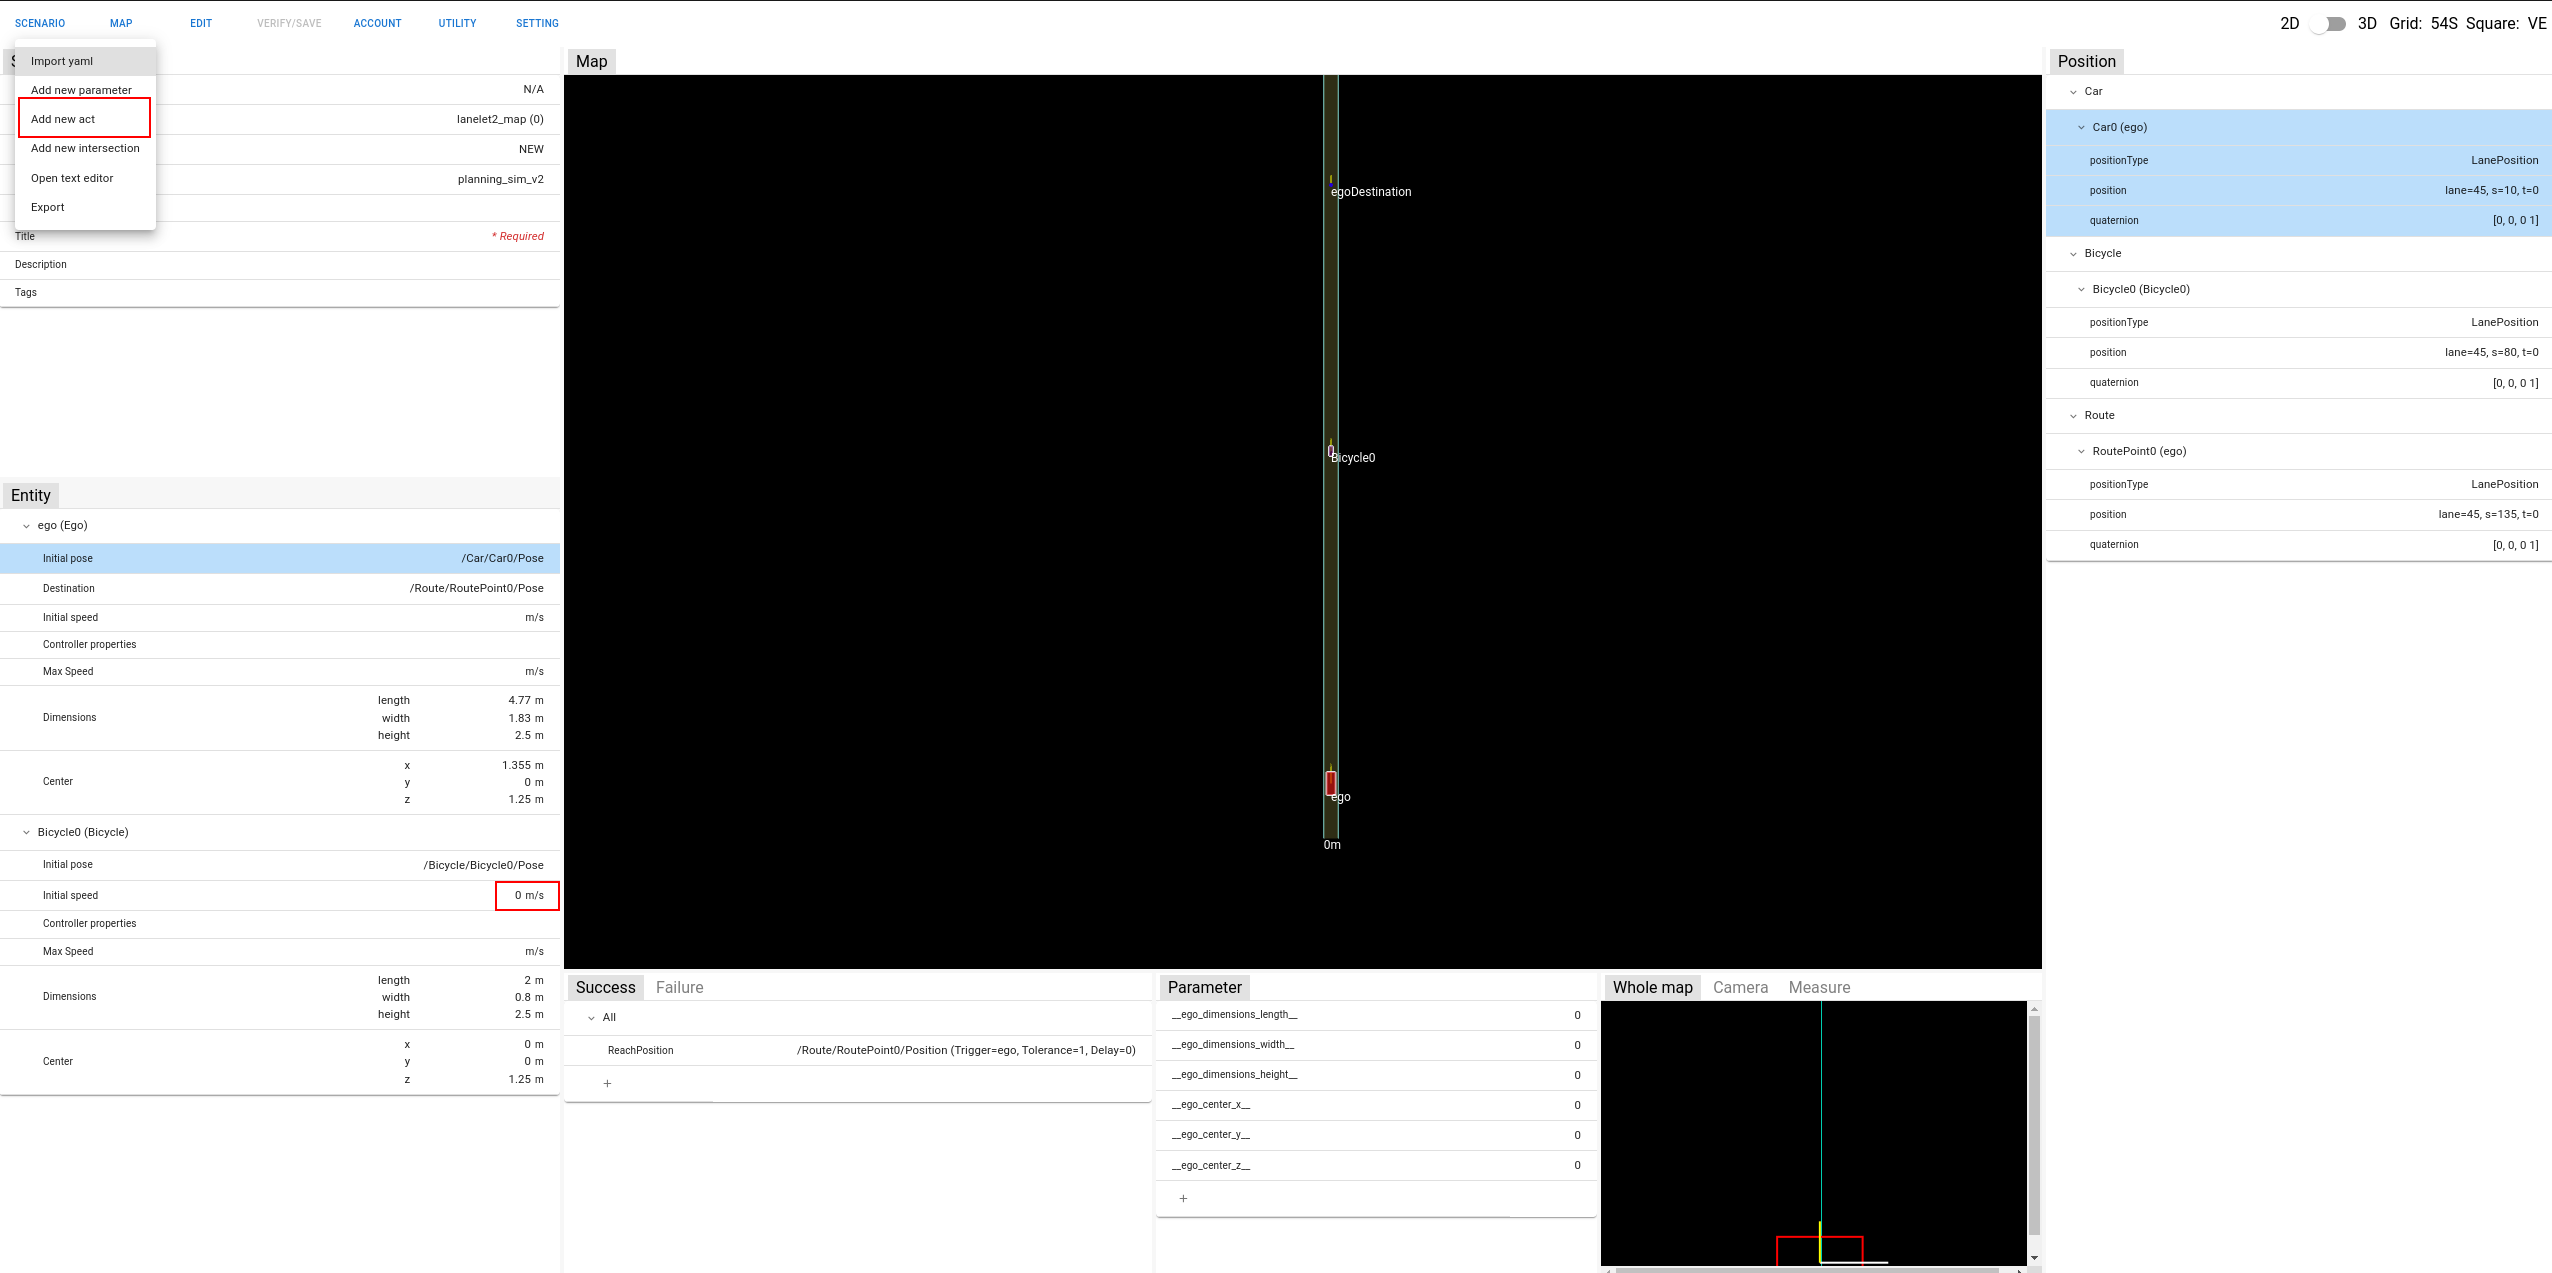 SCENARIO MAP EDIT VERIFY/SAVE ACCOUNT UTILITY SETTING 2D 3D Grid: 54S Square: VE
Import yaml
Add new parameter
Add new act
Add new intersection
Open text editor
Export
N/A
lanelet2_map (0)
NEW
planning_sim_v2
Title * Required
Description
Tags
Entity
ego (Ego)
Initial pose /Car/Car0/Pose
Destination /Route/RoutePoint0/Pose
Initial speed m/s
Controller properties
Max Speed m/s
Dimensions
length 4.77 m
width 1.83 m
height 2.5 m
Center
x 1.355 m
y 0 m
z 1.25 m
Bicycle0 (Bicycle)
Initial pose /Bicycle/Bicycle0/Pose
Initial speed 0 m/s
Controller properties
Max Speed m/s
Dimensions
length 2 m
width 0.8 m
height 2.5 m
Center
x 0 m
y 0 m
z 1.25 m
Map
egoDestination
Bicycle0
ego
0m
Success Failure
All
ReachPosition /Route/RoutePoint0/Position (Trigger=ego, Tolerance=1, Delay=0)
+
Parameter
__ego_dimensions_length__ 0
__ego_dimensions_width__ 0
__ego_dimensions_height__ 0
__ego_center_x__ 0
__ego_center_y__ 0
__ego_center_z__ 0
+
Whole map Camera Measure
Position
Car
Car0 (ego)
positionType LanePosition
position lane=45, s=10, t=0
quaternion [0, 0, 0 1]
Bicycle
Bicycle0 (Bicycle0)
positionType LanePosition
position lane=45, s=80, t=0
quaternion [0, 0, 0 1]
Route
RoutePoint0 (ego)
positionType LanePosition
position lane=45, s=135, t=0
quaternion [0, 0, 0 1]